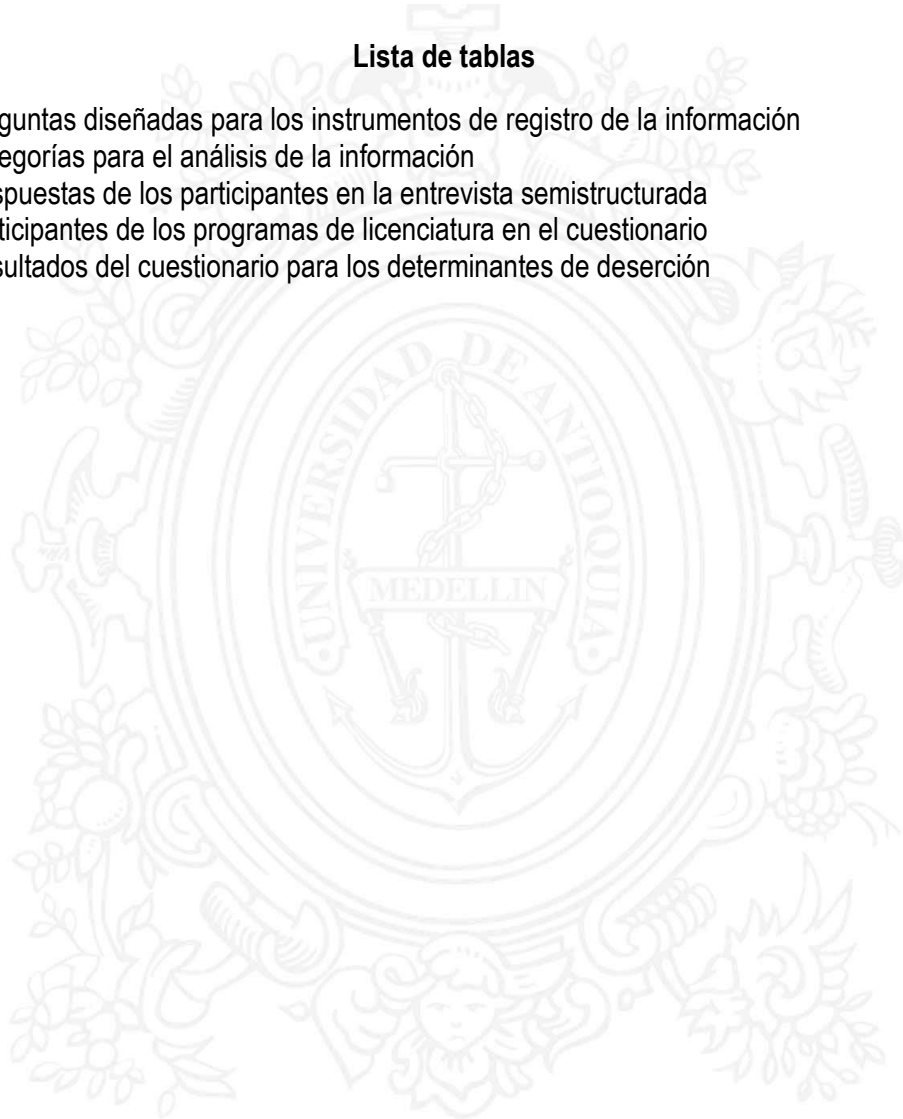 Lista de tablas
guntas diseñadas para los instrumentos de registro de la información
egorías para el análisis de la información
spuestas de los participantes en la entrevista semistructurada
ticipantes de los programas de licenciatura en el cuestionario
sultados del cuestionario para los determinantes de deserción
UNIVERSIDAD DE ANTIOQUIA
MEDELLIN